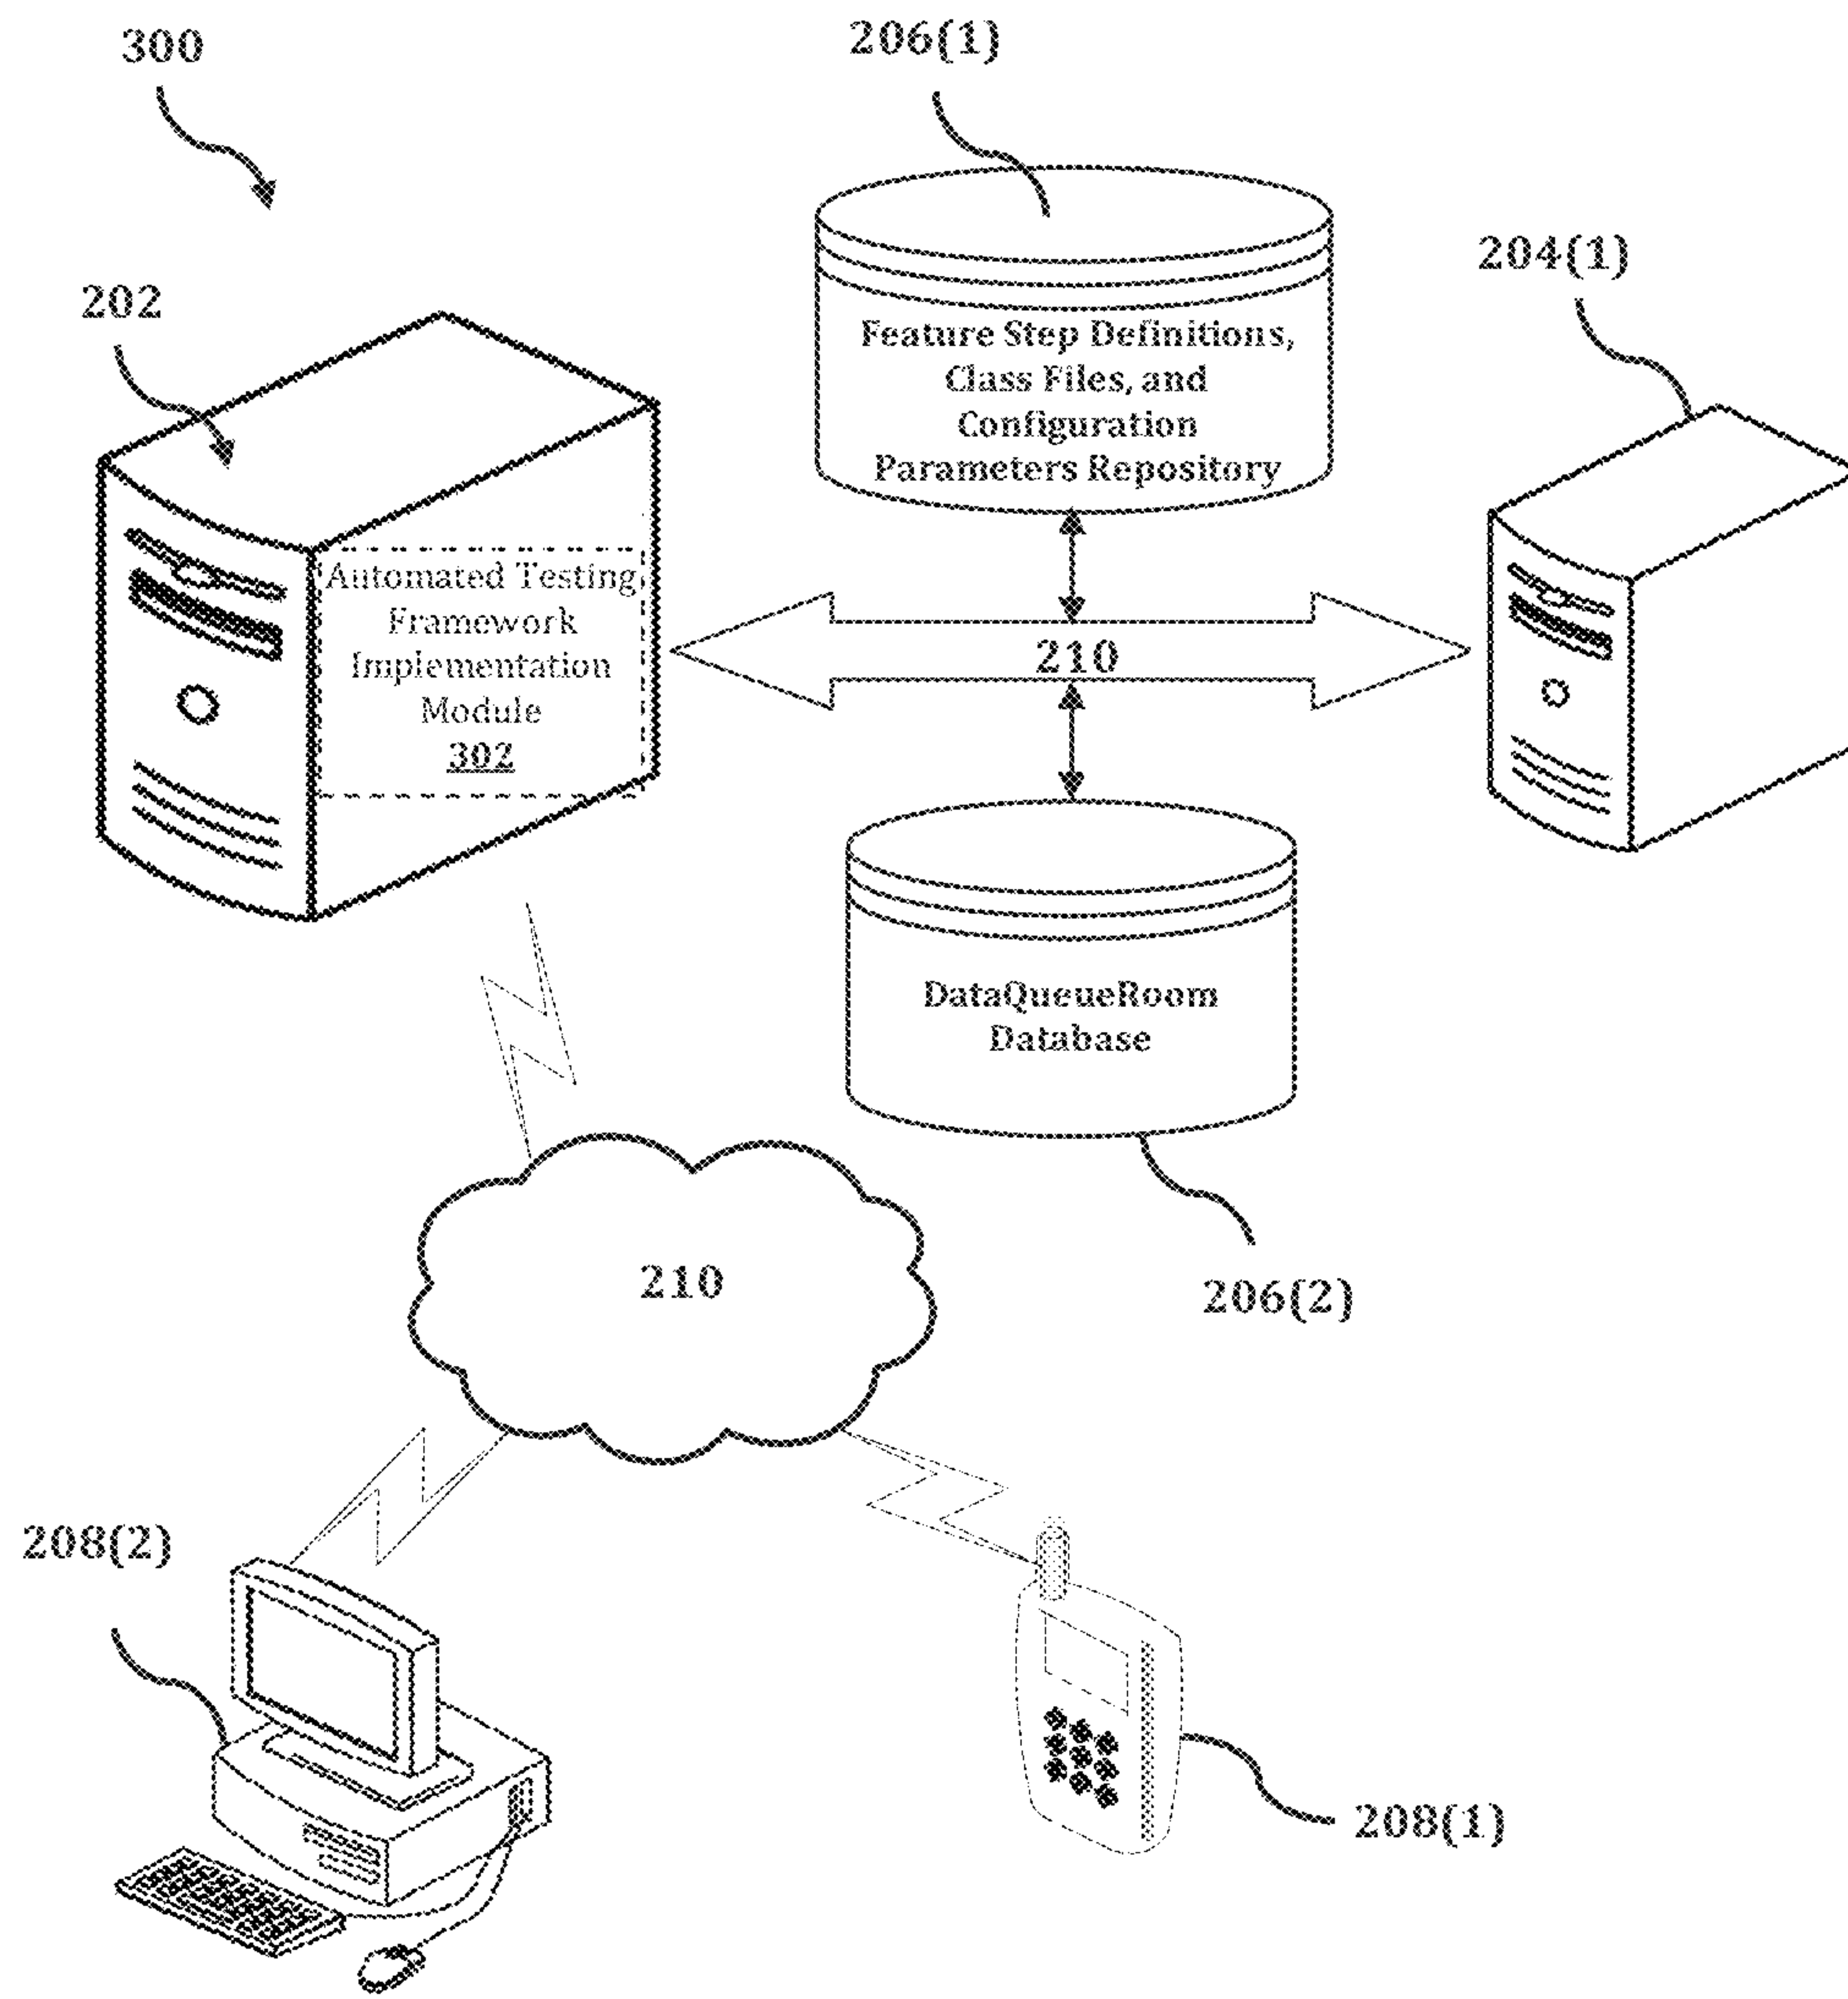 300
206(1)
204(1)
202
Feature Step Definitions,
Class Files, and
Configuration
Parameters Repository
Automated Testing
Framework
Implementation
Module
302
210
DataQueueRoom
Database
210
206(2)
208(2)
208(1)